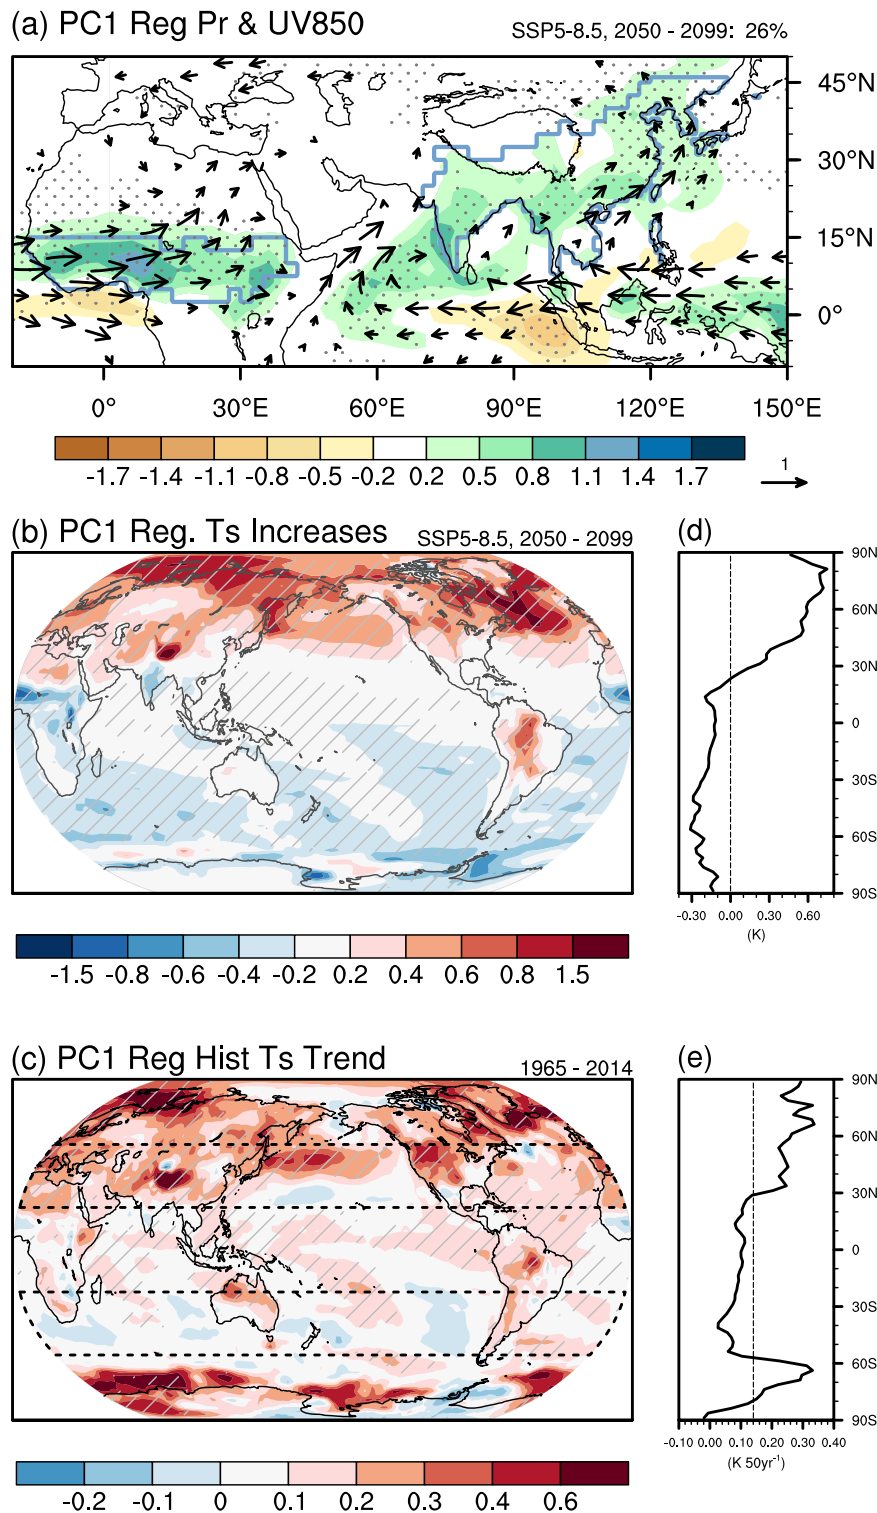 (a) PC1 Reg Pr & UV850
SSP5-8.5, 2050 - 2099: 26%
45°N
30°N
15°N
0°
0° 30°E 60°E 90°E 120°E 150°E
-1.7 -1.4 -1.1 -0.8 -0.5 -0.2 0.2 0.5 0.8 1.1 1.4 1.7
1
(b) PC1 Reg. Ts Increases
SSP5-8.5, 2050 - 2099
(d)
90N
60N
30N
0
30S
60S
90S
-0.30 0.00 0.30 0.60
(K)
-1.5 -0.8 -0.6 -0.4 -0.2 0.2 0.4 0.6 0.8 1.5
(c) PC1 Reg Hist Ts Trend
1965 - 2014
(e)
90N
60N
30N
0
30S
60S
90S
-0.10 0.00 0.10 0.20 0.30 0.40
(K 50yr⁻¹)
-0.2 -0.1 0 0.1 0.2 0.3 0.4 0.6